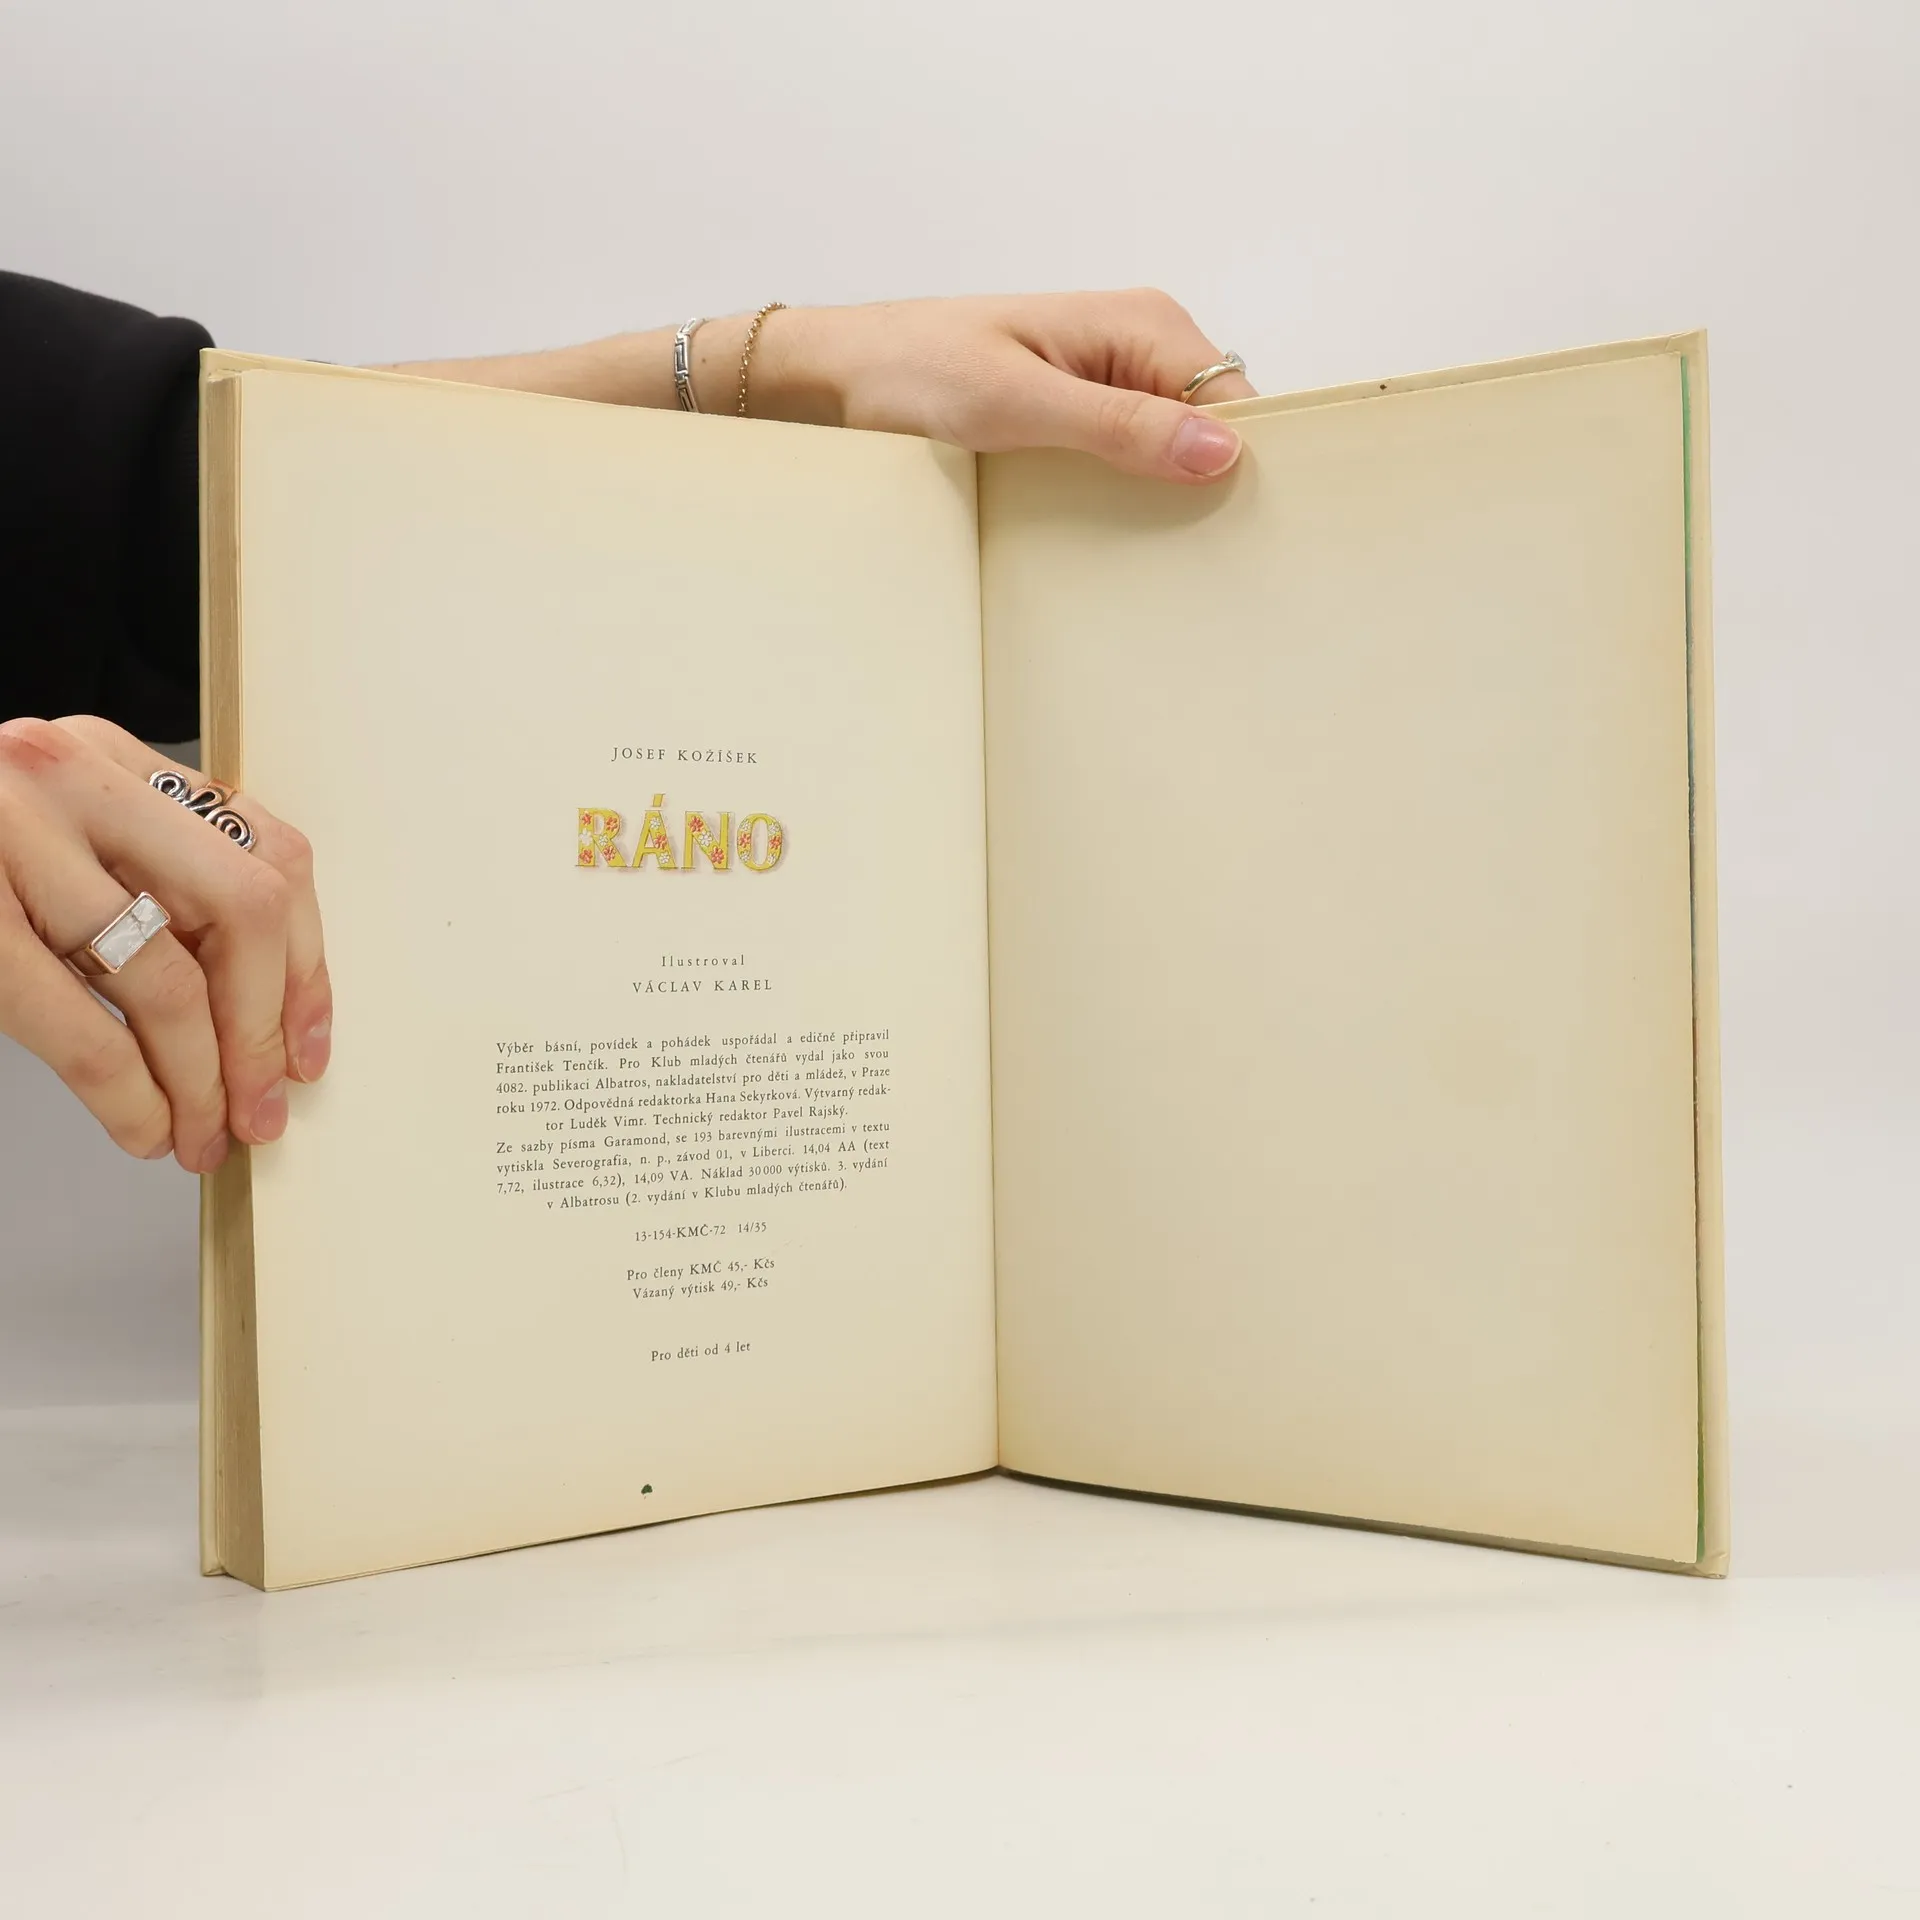 JOSEF KOŽÍŠEK
RÁNO
Ilustroval
VÁCLAV KAREL
Výběr básní, povídek a pohádek uspořádal a edičně připravil
František Tenčík. Pro Klub mladých čtenářů vydal jako svou
4082. publikaci Albatros, nakladatelství pro děti a mládež, v Praze
roku 1972. Odpovědná redaktorka Hana Sekyrková. Výtvarný redak-
tor Luděk Vimr. Technický redaktor Pavel Rajský.
Ze sazby písma Garamond, se 193 barevnými ilustracemi v textu
vytiskla Severografia, n. p., závod 01, v Liberci. 14,04 AA (text
7,72, ilustrace 6,32), 14,09 VA. Náklad 30000 výtisků. 3. vydání
v Albatrosu (2. vydání v Klubu mladých čtenářů).
13-154-KMČ-72 14/35
Pro členy KMČ 45,- Kčs
Vázaný výtisk 49,- Kčs
Pro děti od 4 let